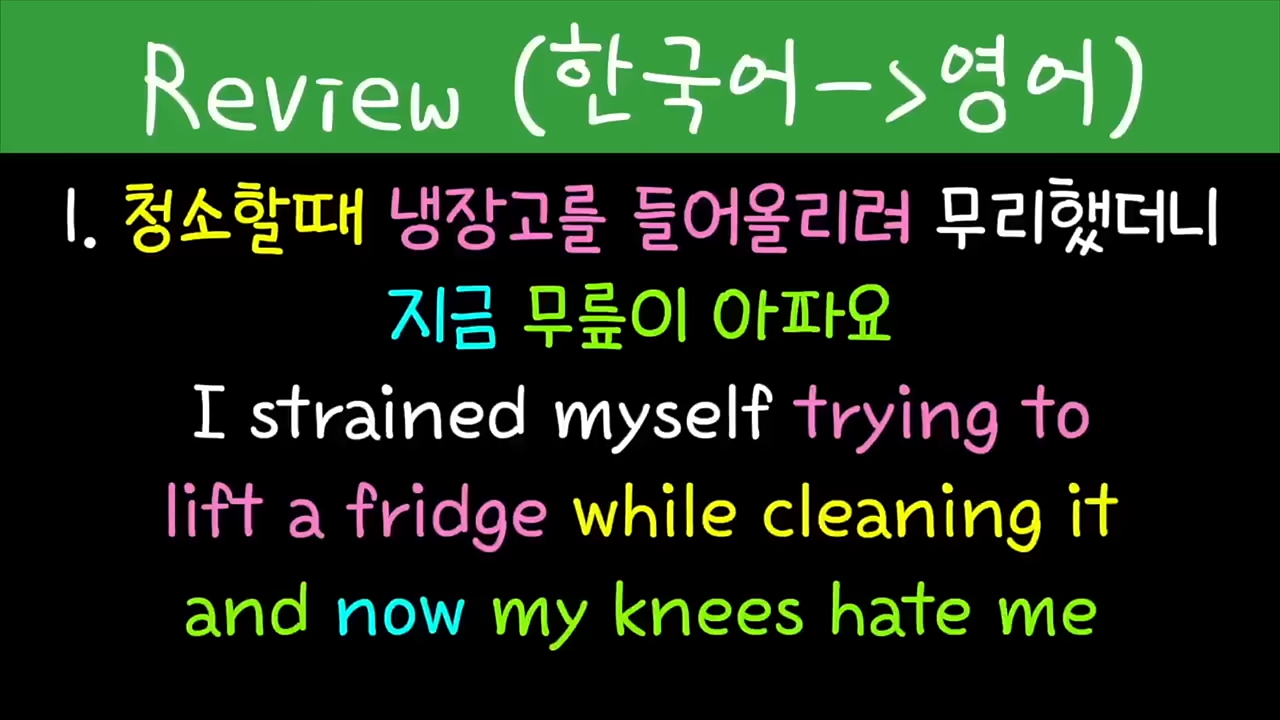 Review (한국어->영어)
1. 청소할때 냉장고를 들어올리려 무리했더니
지금 무릎이 아파요
I strained myself trying to
lift a fridge while cleaning it
and now my knees hate me